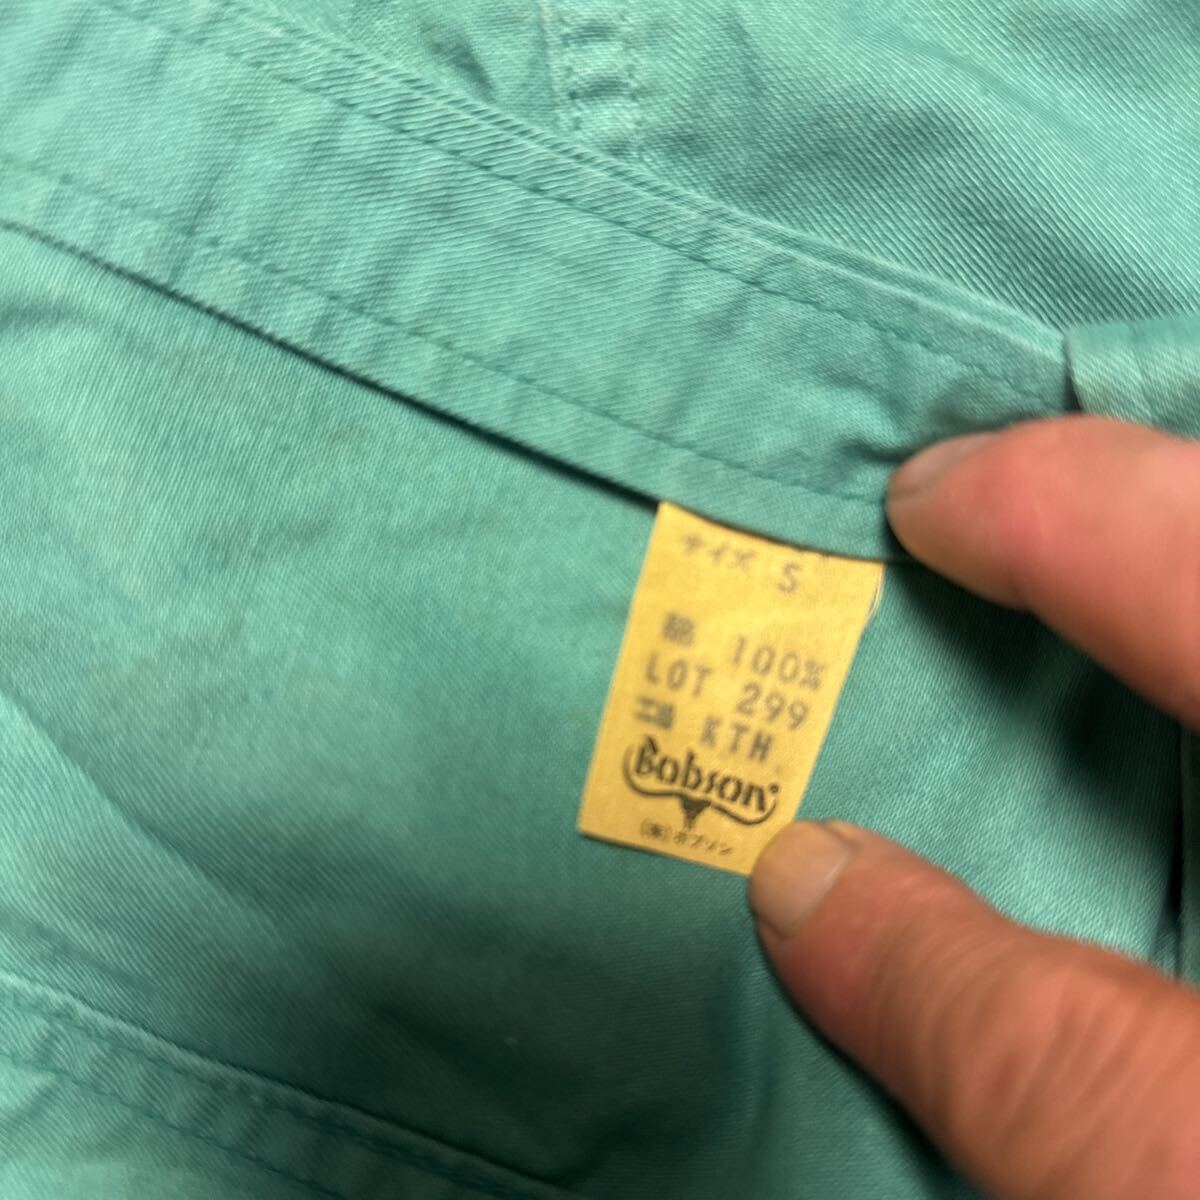 サイズ S
綿 100%
LOT 299
工場 KTH
Bobson
(株)ボブソン